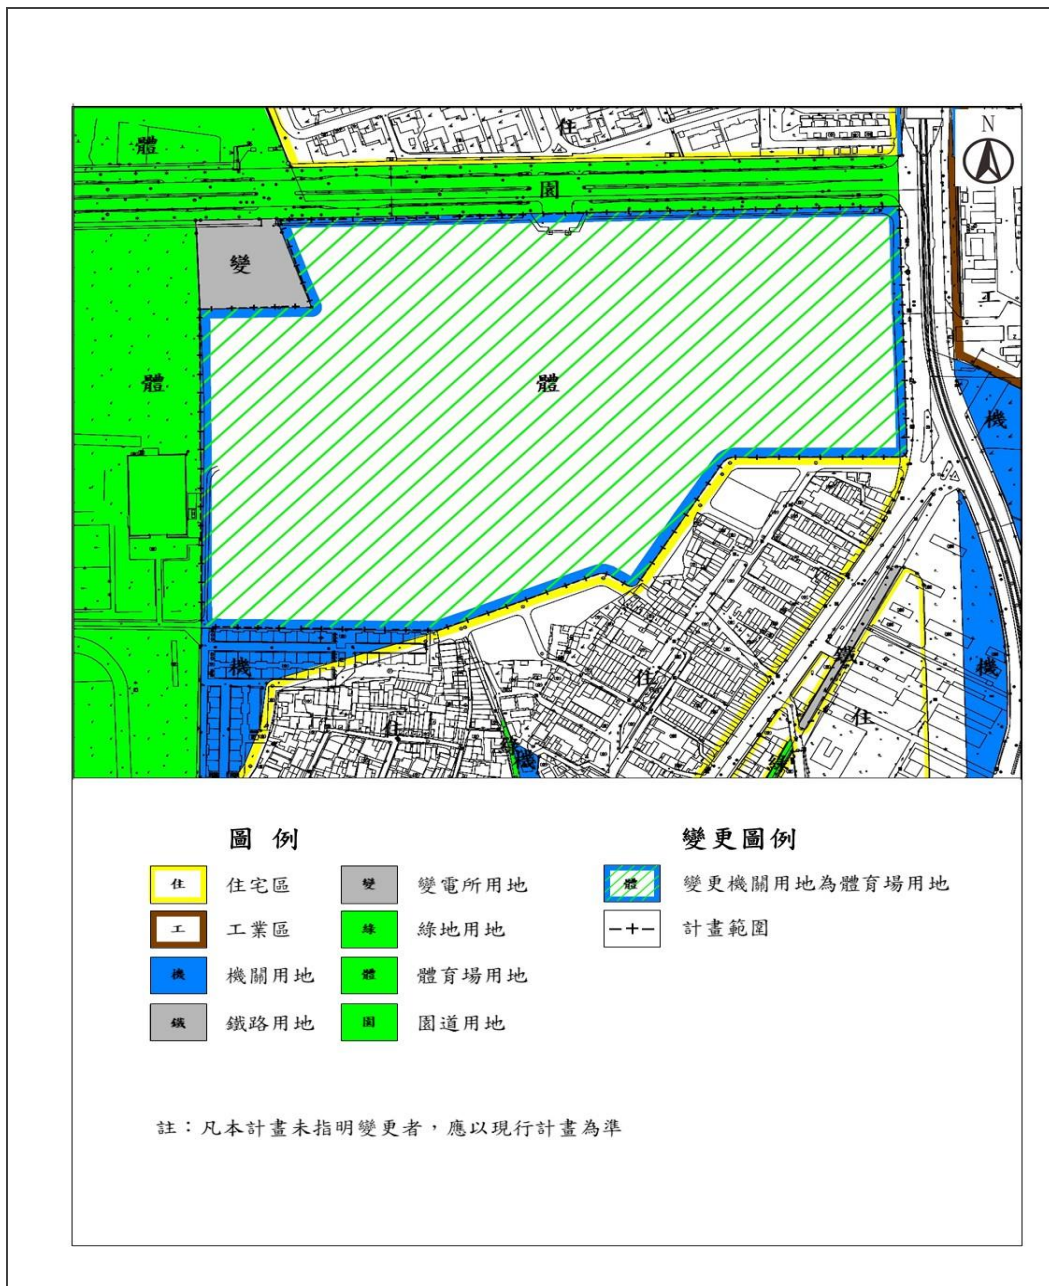 住
體
N
園
變
工
體
體
機
鐵
機
住
機
住
住
機
綠
圖 例
變更圖例
住 住宅區
變 變電所用地
體 變更機關用地為體育場用地
工 工業區
綠 綠地用地
計畫範圍
機 機關用地
體 體育場用地
鐵 鐵路用地
園 園道用地
註：凡本計畫未指明變更者，應以現行計畫為準